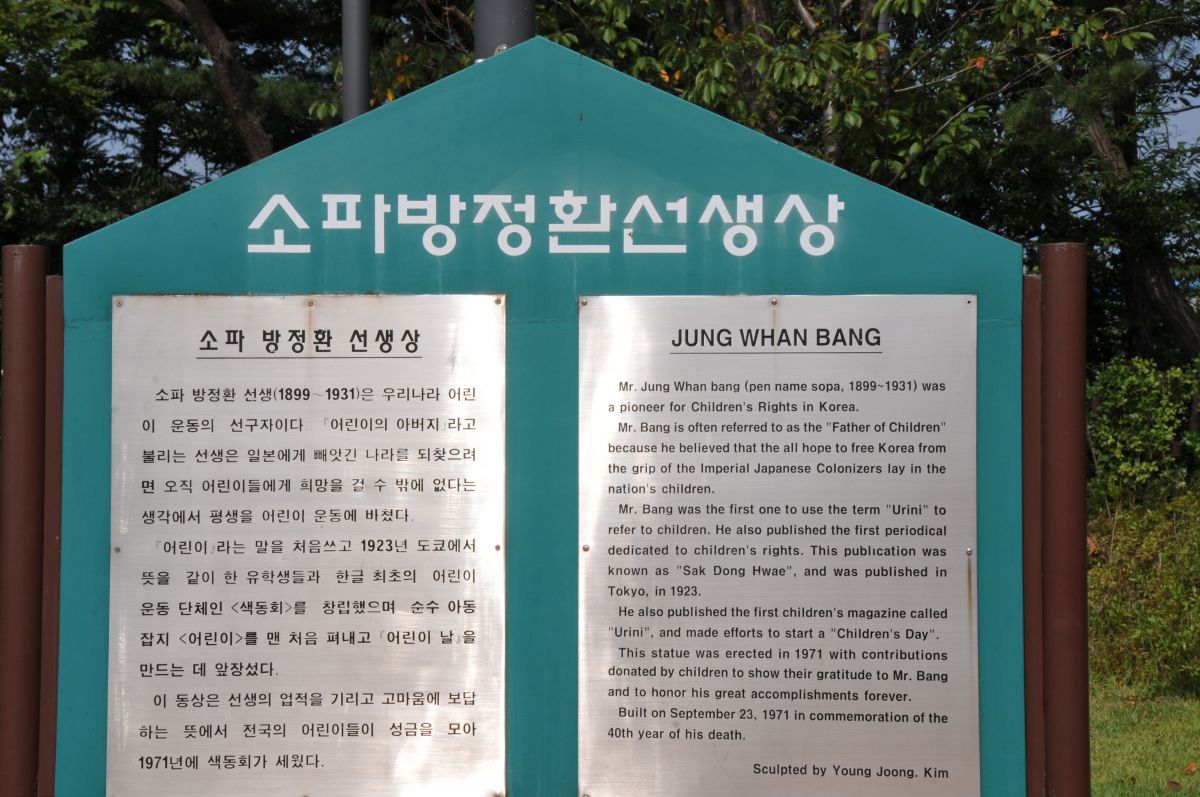 소파방정환선생상
소파 방정환 선생상
소파 방정환 선생(1899~1931)은 우리나라 어린
이 운동의 선구자이다. 『어린이의 아버지』라고
불리는 선생은 일본에게 빼앗긴 나라를 되찾으려
면 오직 어린이들에게 희망을 걸 수 밖에 없다는
생각에서 평생을 어린이 운동에 바쳤다.
『어린이』라는 말을 처음쓰고 1923년 도쿄에서
뜻을 같이 한 유학생들과 한글 최초의 어린이
운동 단체인 <색동회>를 창립했으며 순수 아동
잡지 <어린이>를 맨 처음 펴내고 『어린이 날』을
만드는 데 앞장섰다.
이 동상은 선생의 업적을 기리고 고마움에 보답
하는 뜻에서 전국의 어린이들이 성금을 모아
1971년에 색동회가 세웠다.
JUNG WHAN BANG
Mr. Jung Whan bang (pen name sopa, 1899~1931) was
a pioneer for Children's Rights in Korea.
Mr. Bang is often referred to as the "Father of Children"
because he believed that the all hope to free Korea from
the grip of the Imperial Japanese Colonizers lay in the
nation's children.
Mr. Bang was the first one to use the term "Urini" to
refer to children. He also published the first periodical
dedicated to children's rights. This publication was
known as "Sak Dong Hwae", and was published in
Tokyo, in 1923.
He also published the first children's magazine called
"Urini", and made efforts to start a "Children's Day".
This statue was erected in 1971 with contributions
donated by children to show their gratitude to Mr. Bang
and to honor his great accomplishments forever.
Built on September 23, 1971 in commemoration of the
40th year of his death.
Sculpted by Young Joong. Kim